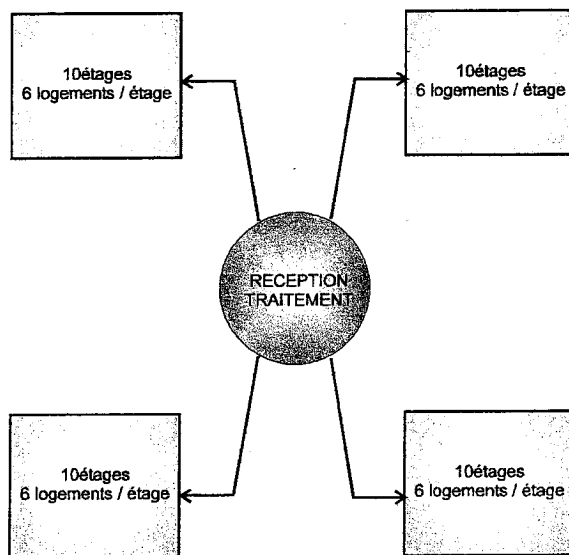 10étages
6 logements / étage
10étages
6 logements / étage
RECEPTION
TRAITEMENT
10étages
6 logements / étage
10étages
6 logements / étage